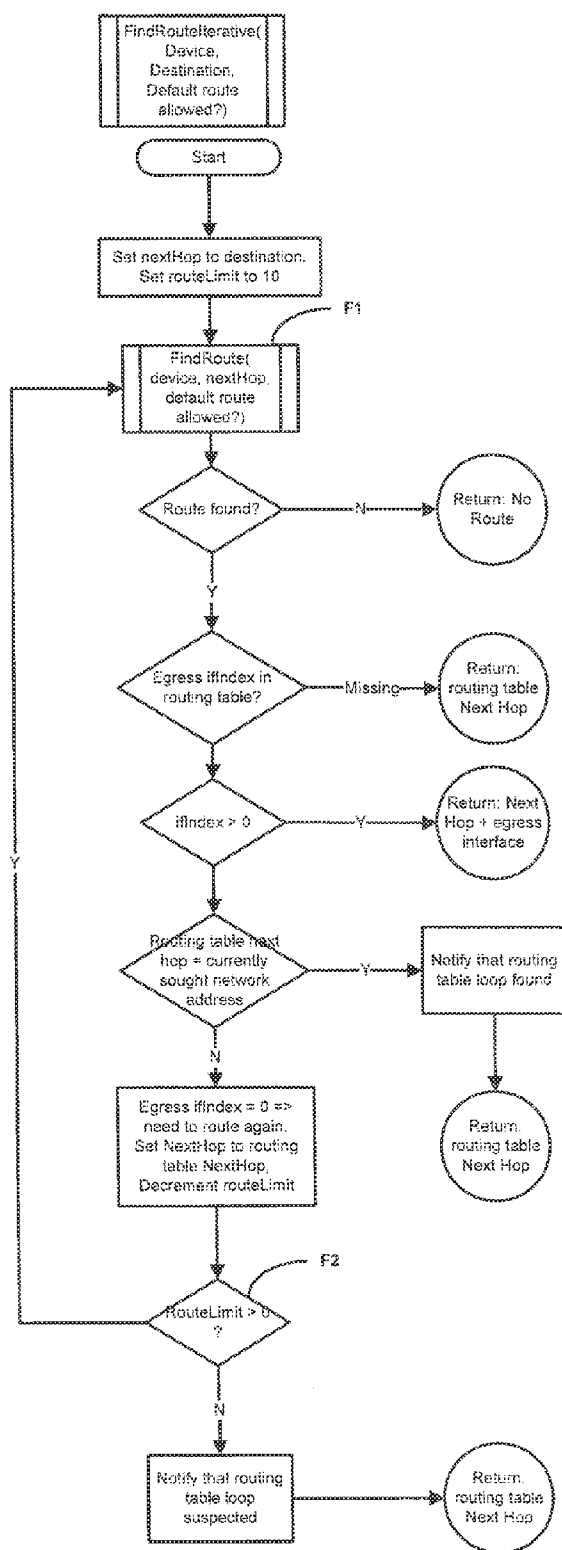 FindRouteIterative(
Device,
Destination,
Default route
allowed?)
Start
Set nextHop to destination.
Set routeLimit to 10
F1
FindRoute(
device, nextHop,
default route
allowed?)
Route found?
N
Return: No
Route
Y
Egress ifIndex in
routing table?
Missing
Return:
routing table
Next Hop
ifIndex > 0
Y
Return: Next
Hop + egress
interface
Y
Routing table next
hop = currently
sought network
address
Y
Notify that routing
table loop found
N
Return:
routing table
Next Hop
Egress ifIndex = 0 =>
need to route again.
Set NextHop to routing
table NextHop,
Decrement routeLimit
F2
RouteLimit > 0
?
N
Notify that routing
table loop
suspected
Return:
routing table
Next Hop